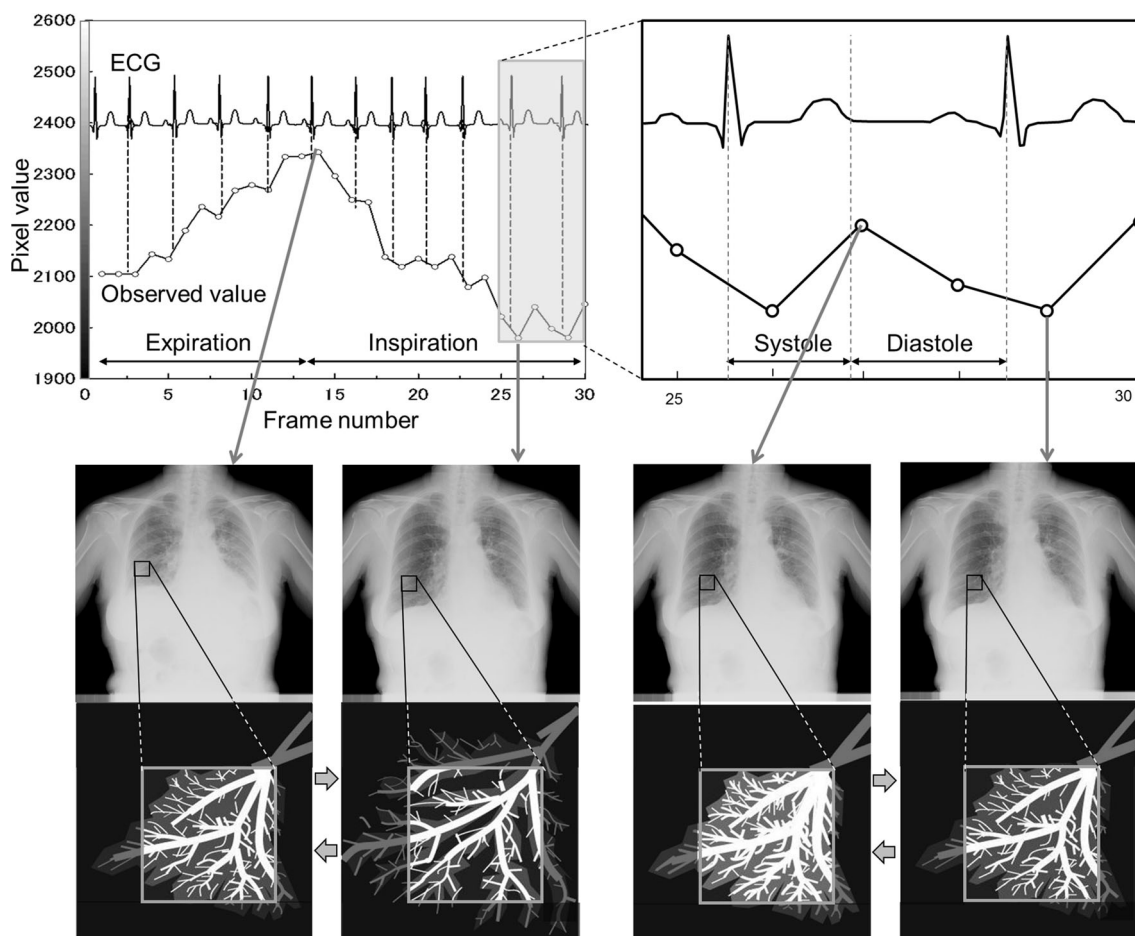 2600
2500
2400
2300
2200
2100
2000
1900
Pixel value
ECG
Observed value
Expiration
Inspiration
0
5
10
15
20
25
30
Frame number
Systole
Diastole
25
30